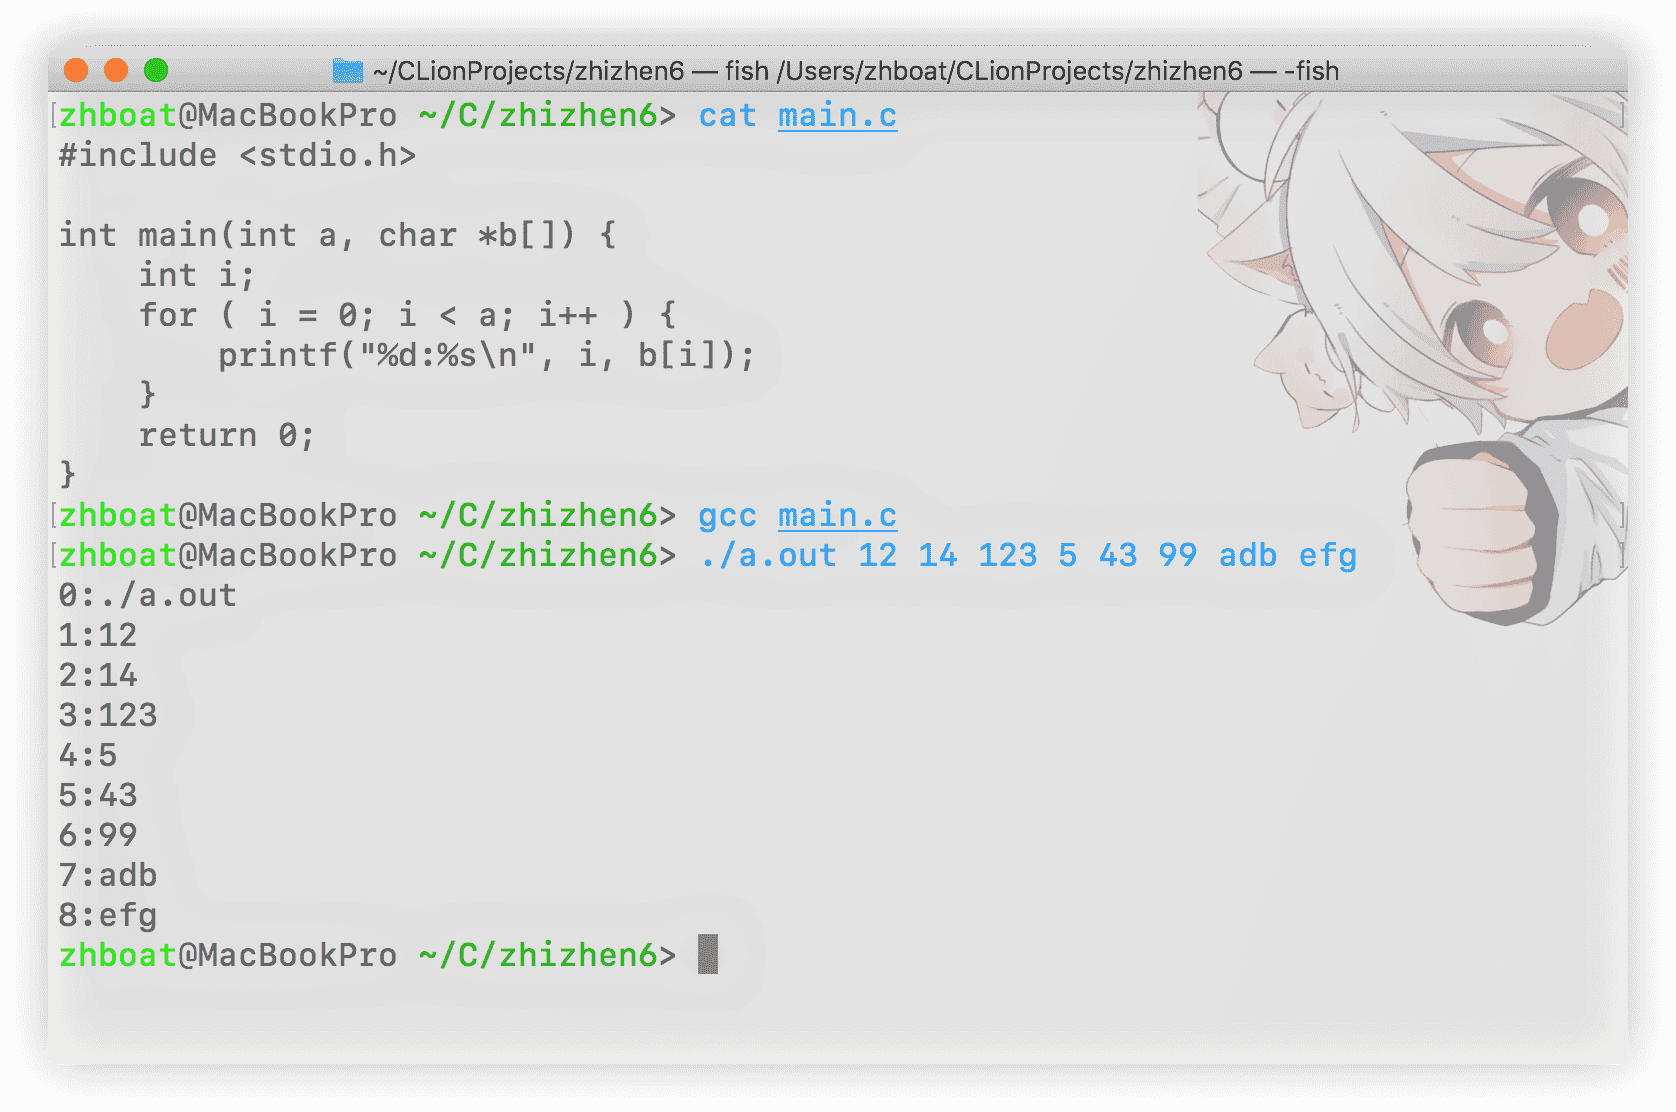 ~/CLionProjects/zhizhen6 — fish /Users/zhboat/CLionProjects/zhizhen6 — -fish
[zhboat@MacBookPro ~/C/zhizhen6> cat main.c ]
#include <stdio.h>

int main(int a, char *b[]) {
    int i;
    for ( i = 0; i < a; i++ ) {
        printf("%d:%s\n", i, b[i]);
    }
    return 0;
}
[zhboat@MacBookPro ~/C/zhizhen6> gcc main.c ]
[zhboat@MacBookPro ~/C/zhizhen6> ./a.out 12 14 123 5 43 99 adb efg ]
0:./a.out
1:12
2:14
3:123
4:5
5:43
6:99
7:adb
8:efg
zhboat@MacBookPro ~/C/zhizhen6>